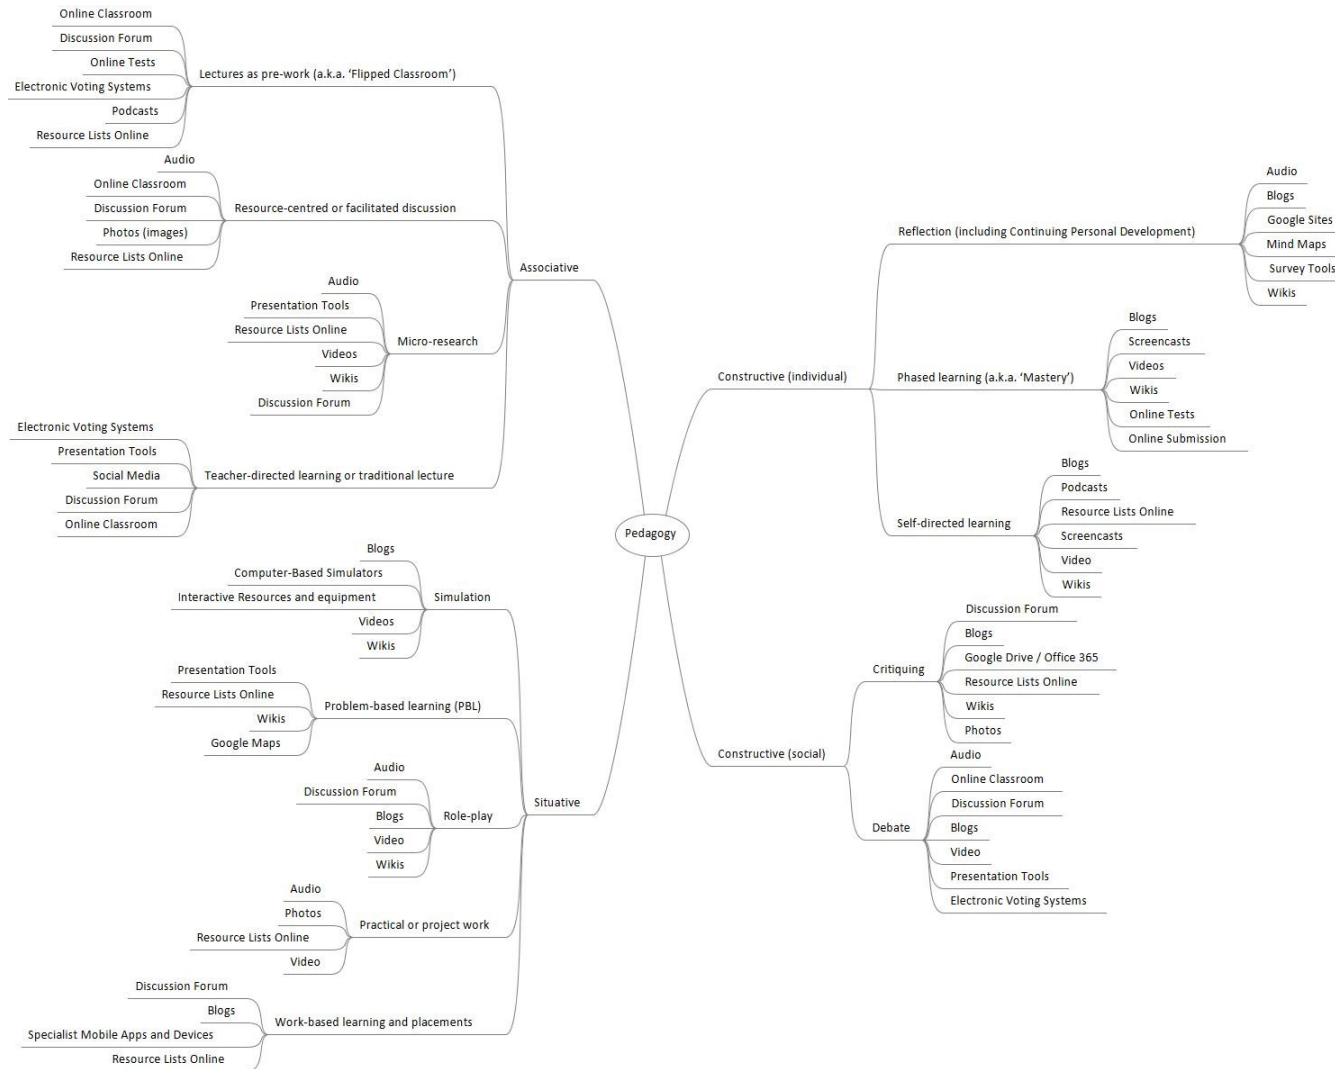 Online Classroom
Discussion Forum
Online Tests
Electronic Voting Systems
Podcasts
Resource Lists Online
Lectures as pre-work (a.k.a. ‘Flipped Classroom’)
Audio
Online Classroom
Discussion Forum
Photos (images)
Resource Lists Online
Resource-centred or facilitated discussion
Audio
Presentation Tools
Resource Lists Online
Videos
Wikis
Discussion Forum
Micro-research
Electronic Voting Systems
Presentation Tools
Social Media
Discussion Forum
Online Classroom
Teacher-directed learning or traditional lecture
Associative
Blogs
Computer-Based Simulators
Interactive Resources and equipment
Videos
Wikis
Simulation
Presentation Tools
Resource Lists Online
Wikis
Google Maps
Problem-based learning (PBL)
Audio
Discussion Forum
Blogs
Video
Wikis
Role-play
Audio
Photos
Resource Lists Online
Video
Practical or project work
Discussion Forum
Blogs
Specialist Mobile Apps and Devices
Resource Lists Online
Work-based learning and placements
Situative
Pedagogy
Constructive (individual)
Reflection (including Continuing Personal Development)
Audio
Blogs
Google Sites
Mind Maps
Survey Tools
Wikis
Phased learning (a.k.a. ‘Mastery’)
Blogs
Screencasts
Videos
Wikis
Online Tests
Online Submission
Self-directed learning
Blogs
Podcasts
Resource Lists Online
Screencasts
Video
Wikis
Constructive (social)
Critiquing
Discussion Forum
Blogs
Google Drive / Office 365
Resource Lists Online
Wikis
Photos
Debate
Audio
Online Classroom
Discussion Forum
Blogs
Video
Presentation Tools
Electronic Voting Systems